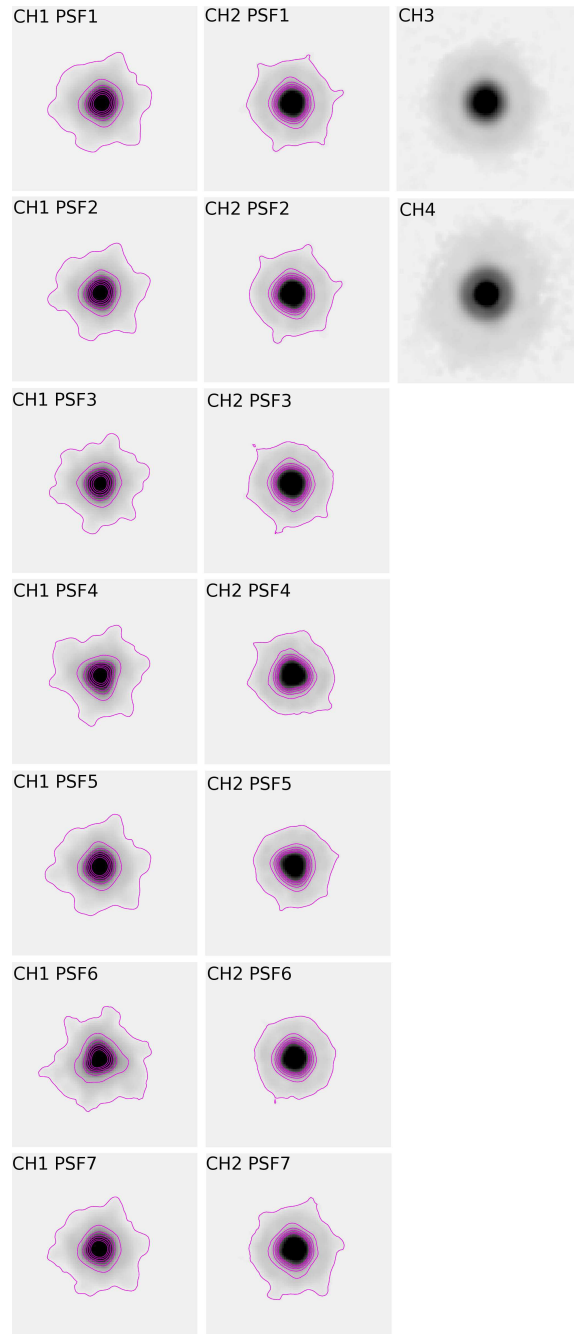 CH1 PSF1
CH2 PSF1
CH3
CH1 PSF2
CH2 PSF2
CH4
CH1 PSF3
CH2 PSF3
CH1 PSF4
CH2 PSF4
CH1 PSF5
CH2 PSF5
CH1 PSF6
CH2 PSF6
CH1 PSF7
CH2 PSF7